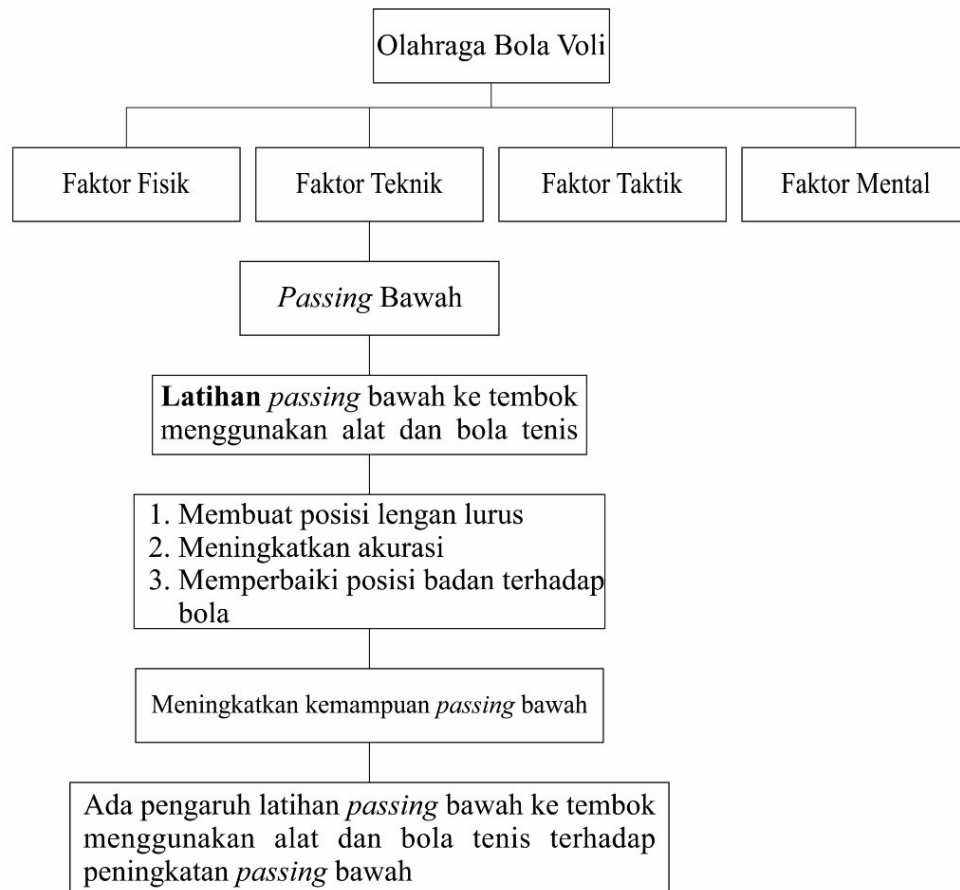 Olahraga Bola Voli
Faktor Fisik
Faktor Teknik
Faktor Taktik
Faktor Mental
Passing Bawah
Latihan passing bawah ke tembok
menggunakan alat dan bola tenis
1. Membuat posisi lengan lurus
2. Meningkatkan akurasi
3. Memperbaiki posisi badan terhadap
bola
Meningkatkan kemampuan passing bawah
Ada pengaruh latihan passing bawah ke tembok
menggunakan alat dan bola tenis terhadap
peningkatan passing bawah